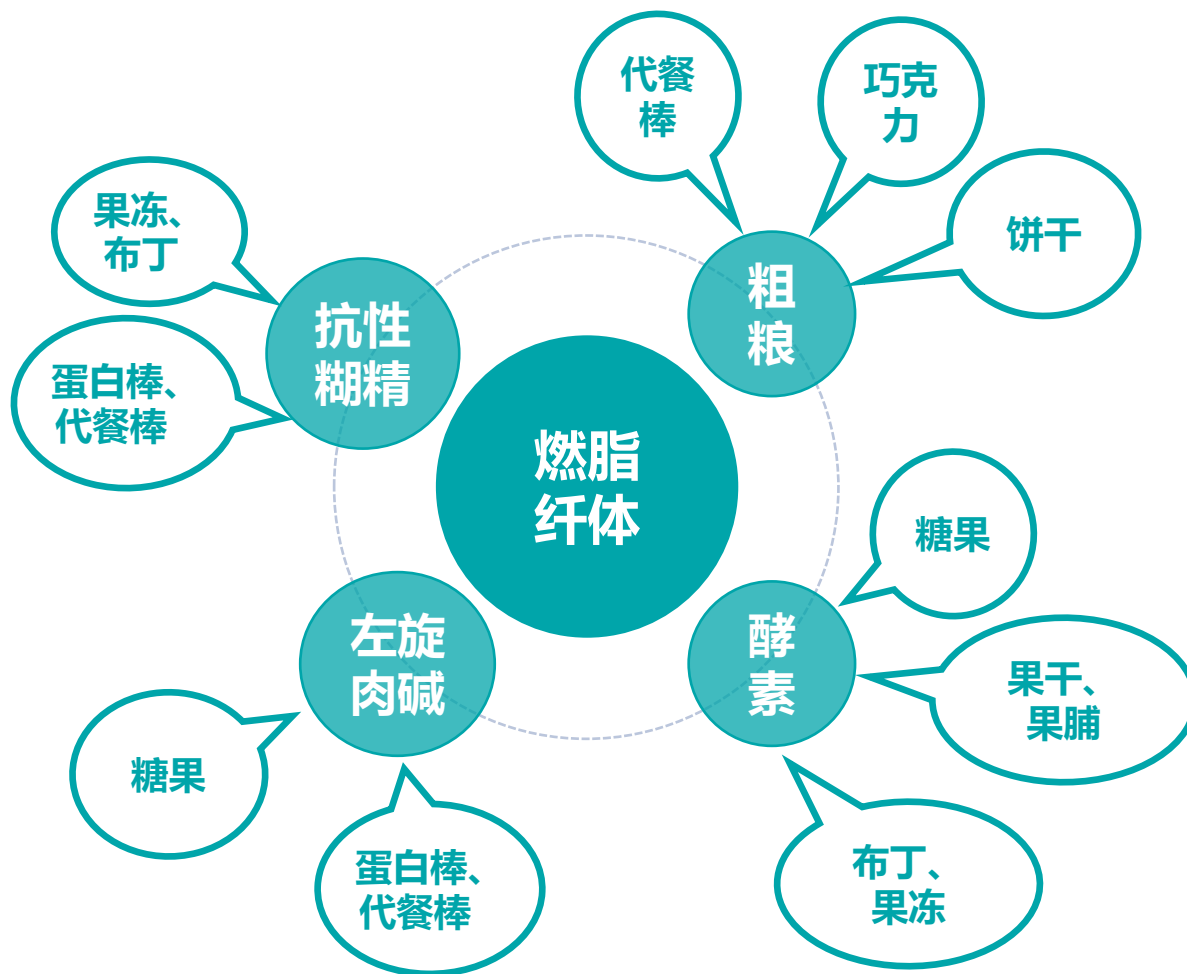 代餐
棒
巧克
力
饼干
粗
粮
果冻、
布丁
抗性
糊精
蛋白棒、
代餐棒
燃脂
纤体
糖果
酵
素
果干、
果脯
布丁、
果冻
左旋
肉碱
糖果
蛋白棒、
代餐棒